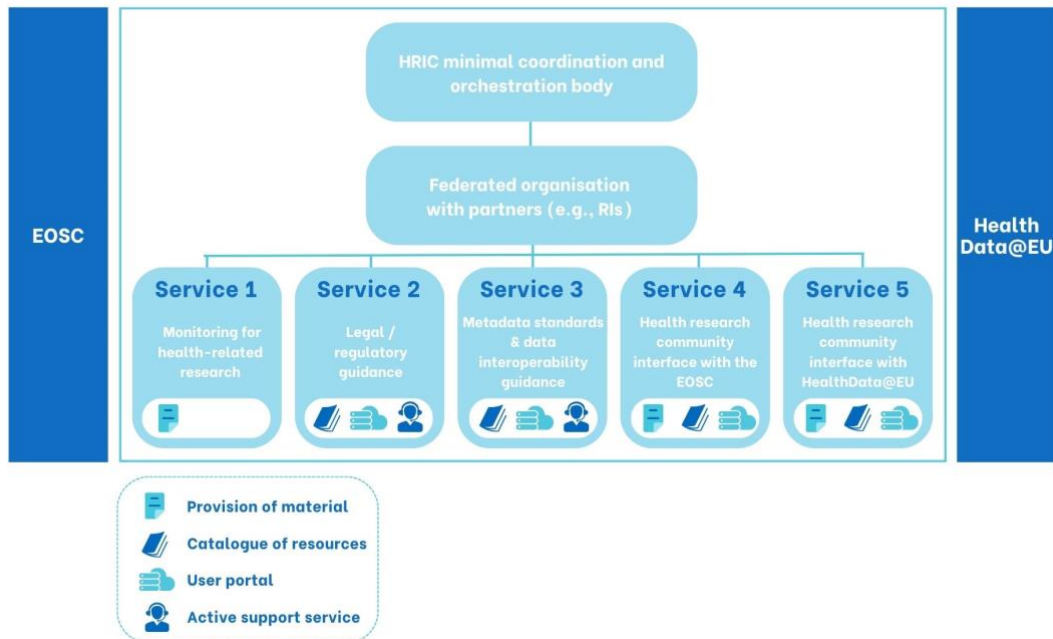 EOSC
HRIC minimal coordination and
orchestration body
Federated organisation
with partners (e.g., RIs)
Health
Data@EU
Service 1
Monitoring for
health-related
research
Service 2
Legal /
regulatory
guidance
Service 3
Metadata standards
& data
interoperability
guidance
Service 4
Health research
community
interface with the
EOSC
Service 5
Health research
community
interface with
HealthData@EU
Provision of material
Catalogue of resources
User portal
Active support service